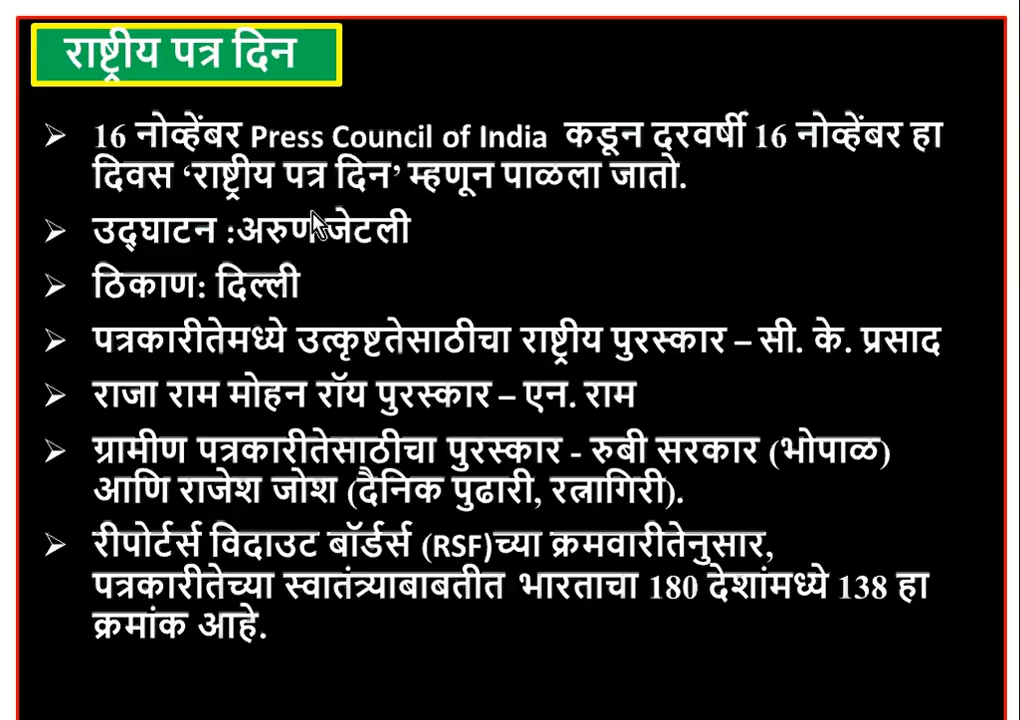 राष्ट्रीय पत्र दिन
➢ 16 नोव्हेंबर Press Council of India कडून दरवर्षी 16 नोव्हेंबर हा
दिवस ‘राष्ट्रीय पत्र दिन’ म्हणून पाळला जातो.
➢ उद्घाटन :अरुण जेटली
➢ ठिकाण: दिल्ली
➢ पत्रकारीतेमध्ये उत्कृष्टतेसाठीचा राष्ट्रीय पुरस्कार – सी. के. प्रसाद
➢ राजा राम मोहन रॉय पुरस्कार – एन. राम
➢ ग्रामीण पत्रकारीतेसाठीचा पुरस्कार - रुबी सरकार (भोपाळ)
आणि राजेश जोश (दैनिक पुढारी, रत्नागिरी).
➢ रीपोर्टर्स विदाउट बॉर्डर्स (RSF)च्या क्रमवारीतेनुसार,
पत्रकारीतेच्या स्वातंत्र्याबाबतीत भारताचा 180 देशांमध्ये 138 हा
क्रमांक आहे.